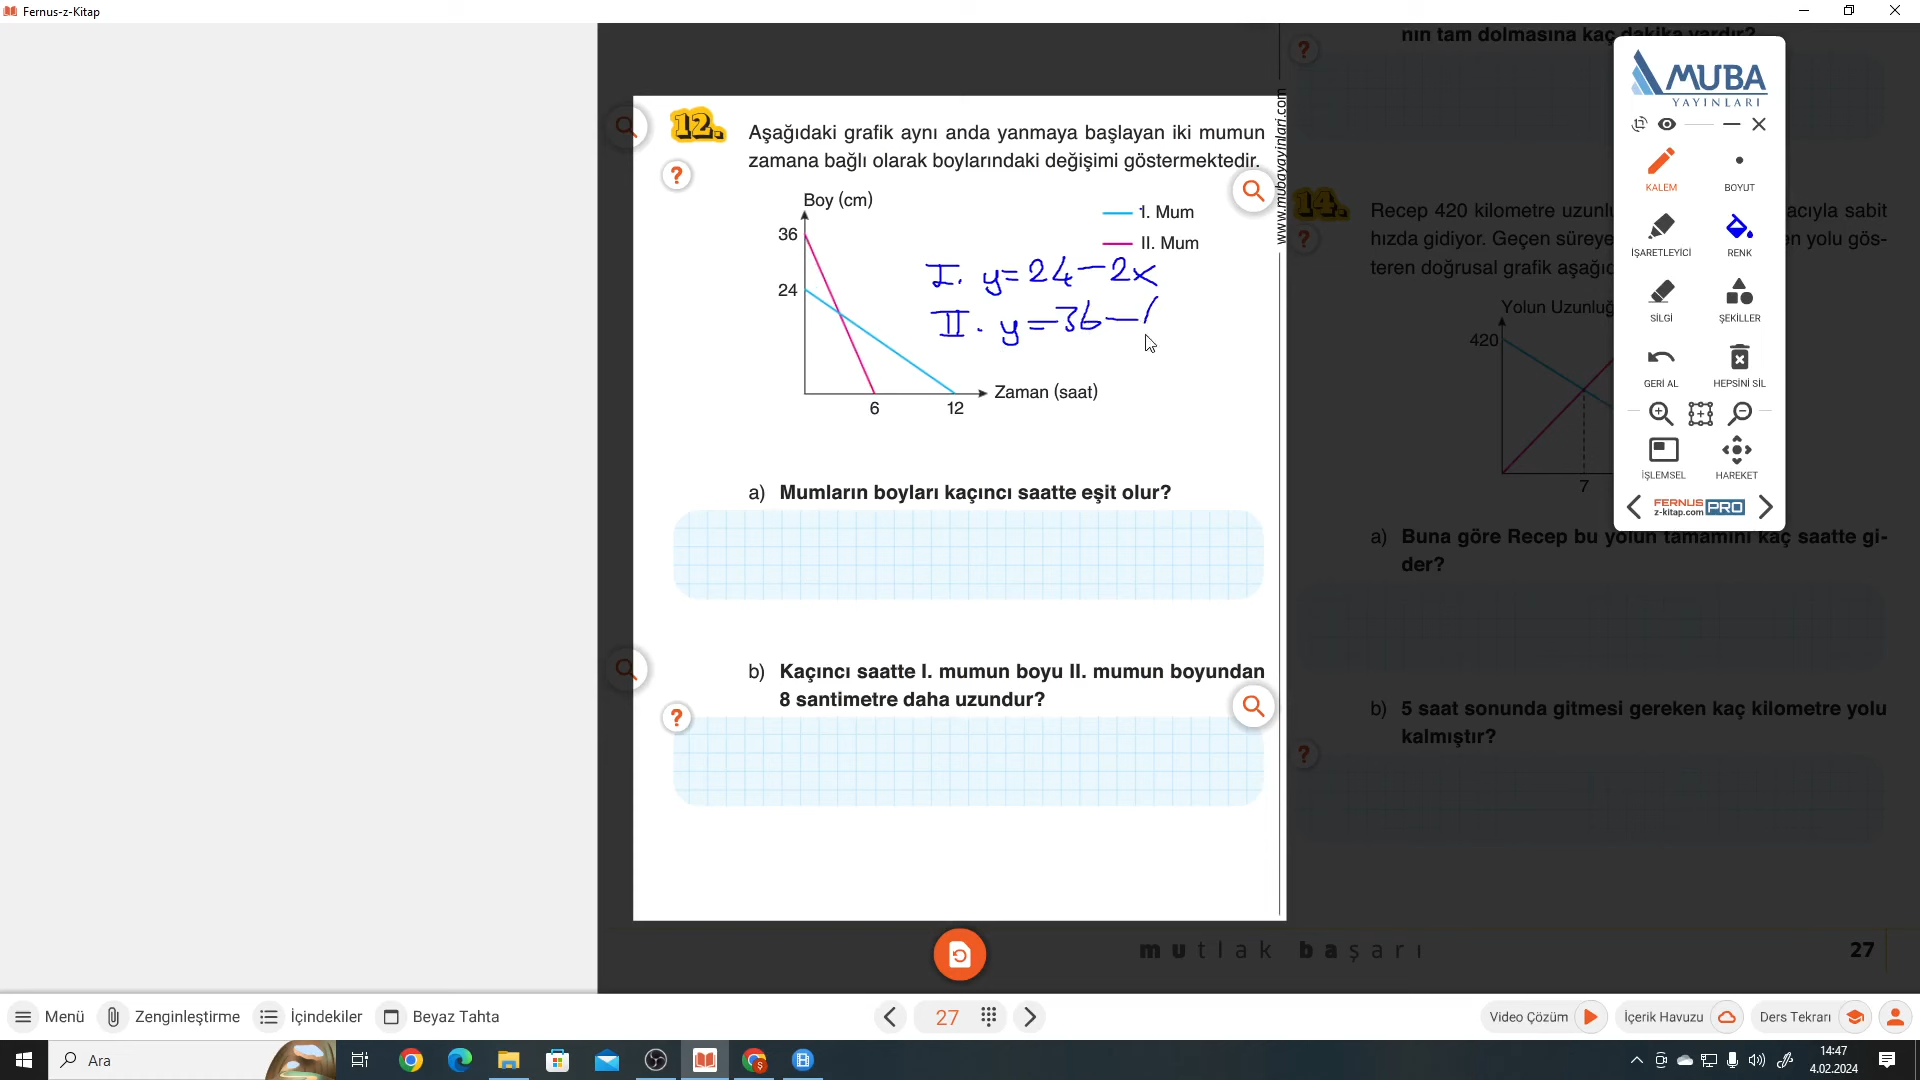 Fernus-z-Kitap
nın tam dolmasına kaç dakika vardır?
12.
Aşağıdaki grafik aynı anda yanmaya başlayan iki mumun
zamana bağlı olarak boylarındaki değişimi göstermektedir.
Boy (cm)
36
24
6
12
Zaman (saat)
I. Mum
II. Mum
I. y=24-2x
II. y=36-
a) Mumların boyları kaçıncı saatte eşit olur?
b) Kaçıncı saatte I. mumun boyu II. mumun boyundan
8 santimetre daha uzundur?
www.mubayayinlari.com
14.
Recep 420 kilometre uzunlu
acıyla sabit
hızda gidiyor. Geçen süreye
en yolu gös-
teren doğrusal grafik aşağıd
Yolun Uzunluğ
420
7
a) Buna göre Recep bu yolun tamamını kaç saatte gi-
der?
b) 5 saat sonunda gitmesi gereken kaç kilometre yolu
kalmıştır?
MUBA
YAYINLARI
KALEM
BOYUT
İŞARETLEYİCİ
RENK
SİLGİ
ŞEKİLLER
GERİ AL
HEPSİNİ SİL
İŞLEMSEL
HAREKET
FERNUS
z-kitap.com
PRO
mutlak başarı
27
Menü
Zenginleştirme
İçindekiler
Beyaz Tahta
27
Video Çözüm
İçerik Havuzu
Ders Tekrarı
Ara
14:47
4.02.2024